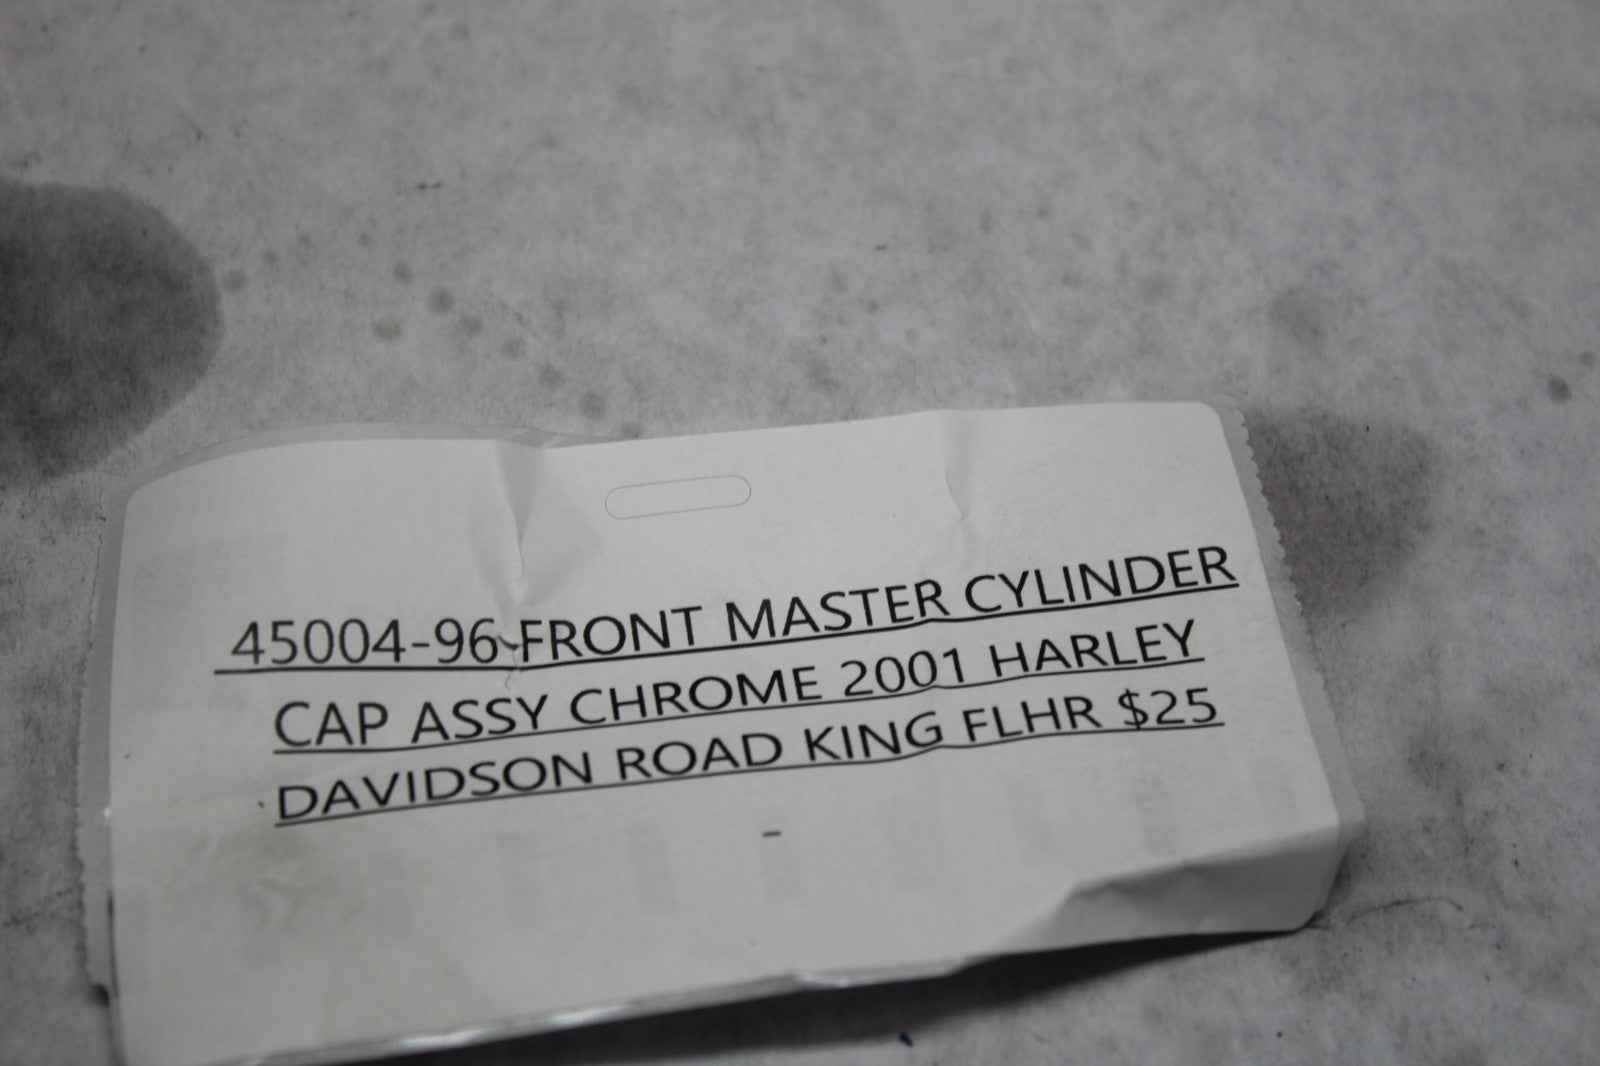 45004-96-FRONT MASTER CYLINDER
CAP ASSY CHROME 2001 HARLEY
DAVIDSON ROAD KING FLHR $25
-